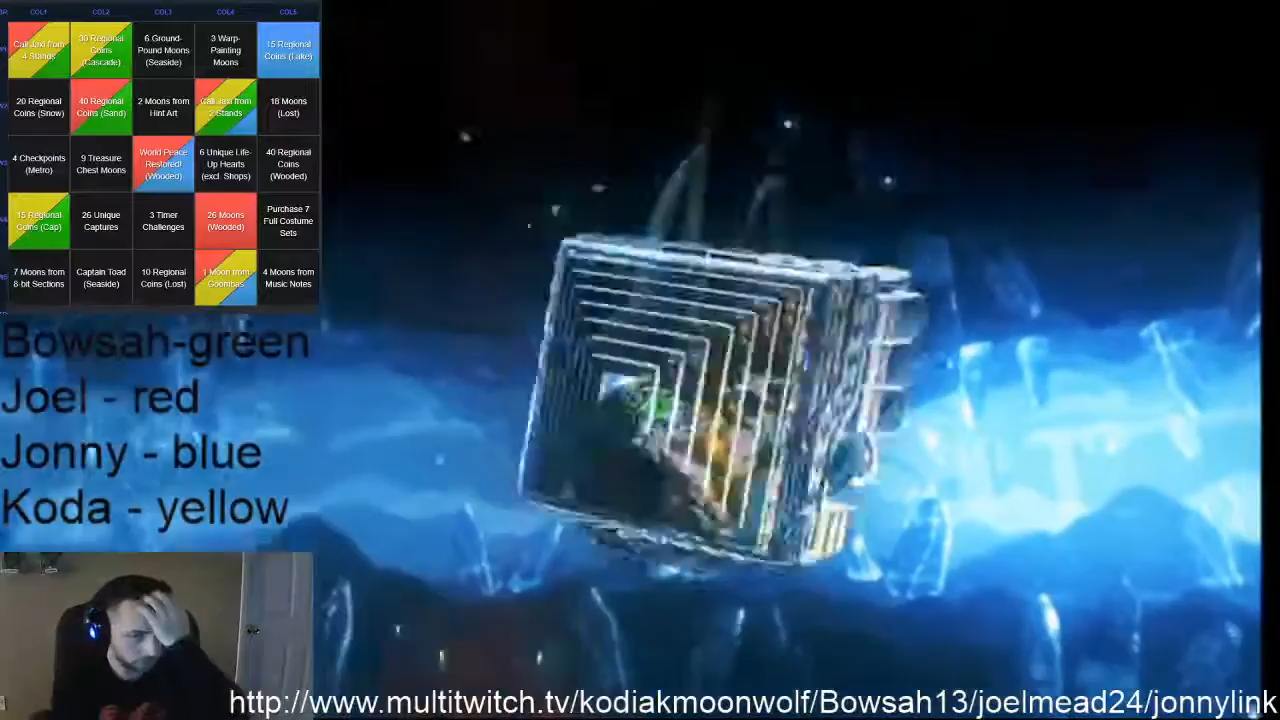 COL1 COL2 COL3 COL4 COL5
Call Jaxi from 4 Stands
30 Regional Coins (Cascade)
6 Ground-Pound Moons (Seaside)
3 Warp-Painting Moons
15 Regional Coins (Lake)
20 Regional Coins (Snow)
40 Regional Coins (Sand)
2 Moons from Hint Art
Call Jaxi from 2 Stands
18 Moons (Lost)
4 Checkpoints (Metro)
9 Treasure Chest Moons
World Peace Restored! (Wooded)
6 Unique Life-Up Hearts (excl. Shops)
40 Regional Coins (Wooded)
15 Regional Coins (Cap)
26 Unique Captures
3 Timer Challenges
26 Moons (Wooded)
Purchase 7 Full Costume Sets
7 Moons from 8-bit Sections
Captain Toad (Seaside)
10 Regional Coins (Lost)
1 Moon from Goombas
4 Moons from Music Notes
Bowsah-green
Joel - red
Jonny - blue
Koda - yellow
http://www.multitwitch.tv/kodiakmoonwolf/Bowsah13/joelmead24/jonnylink